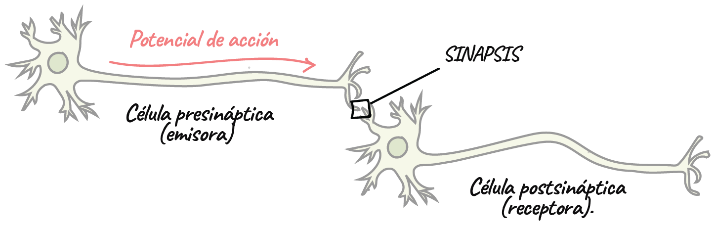 Potencial de acción
SINAPSIS
Célula presináptica
(emisora)
Célula postsináptica
(receptora).